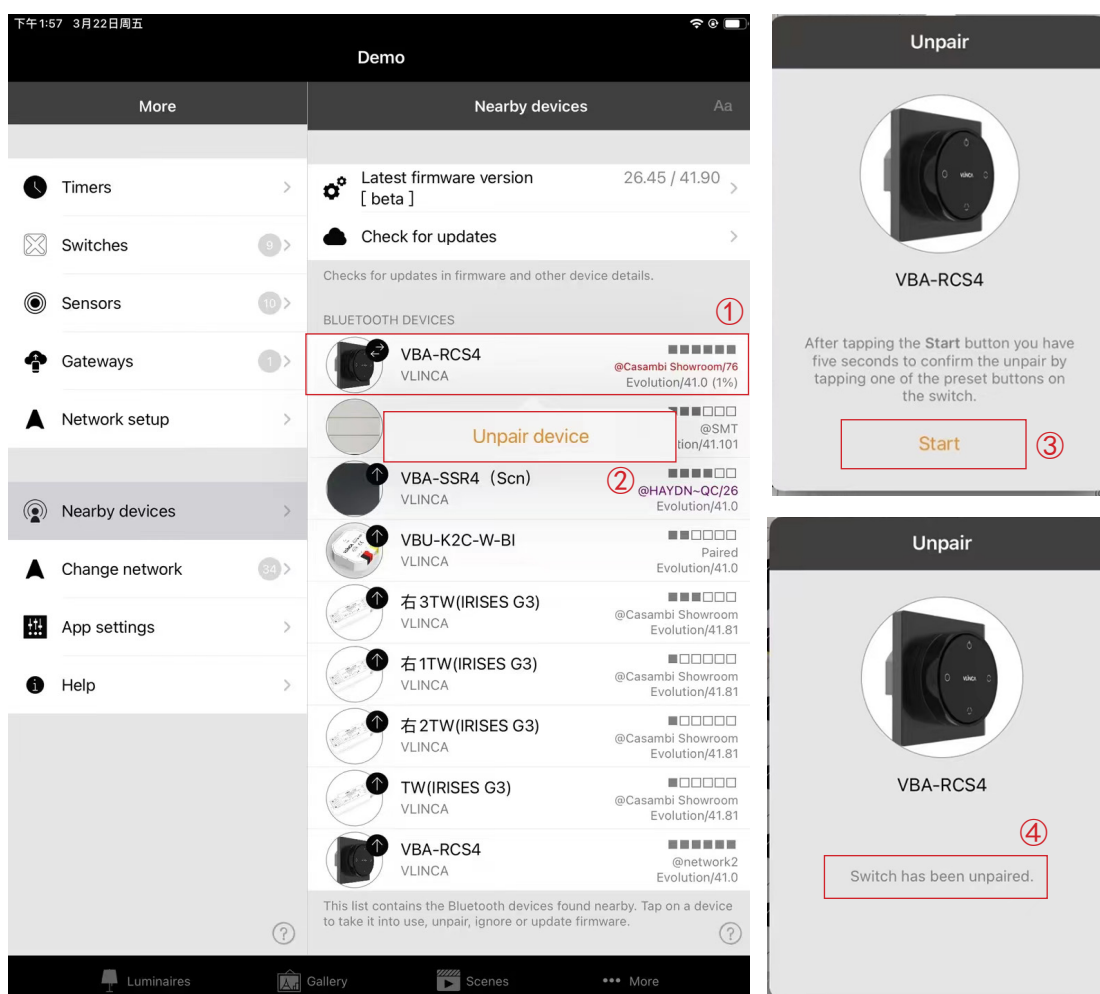 下午1:57 3月22日周五
Demo
More
Timers
Switches 9
Sensors 10
Gateways 1
Network setup
Nearby devices
Change network 34
App settings
Help
?
Nearby devices Aa
Latest firmware version 26.45 / 41.90
[ beta ]
Check for updates
Checks for updates in firmware and other device details.
①
BLUETOOTH DEVICES
VBA-RCS4
VLINCA
@Casambi Showroom/76
Evolution/41.0 (1%)
Unpair device
@SMT
tion/41.101
②
VBA-SSR4（Scn）
VLINCA
@HAYDN~QC/26
Evolution/41.0
VBU-K2C-W-BI
VLINCA
Paired
Evolution/41.0
右3TW(IRISES G3)
VLINCA
@Casambi Showroom
Evolution/41.81
右1TW(IRISES G3)
VLINCA
@Casambi Showroom
Evolution/41.81
右2TW(IRISES G3)
VLINCA
@Casambi Showroom
Evolution/41.81
TW(IRISES G3)
VLINCA
@Casambi Showroom
Evolution/41.81
VBA-RCS4
VLINCA
@network2
Evolution/41.0
This list contains the Bluetooth devices found nearby. Tap on a device
to take it into use, unpair, ignore or update firmware.
?
Luminaires Gallery Scenes More
Unpair
VLINCA
VBA-RCS4
After tapping the Start button you have
five seconds to confirm the unpair by
tapping one of the preset buttons on
the switch.
Start
③
Unpair
VLINCA
VBA-RCS4
④
Switch has been unpaired.